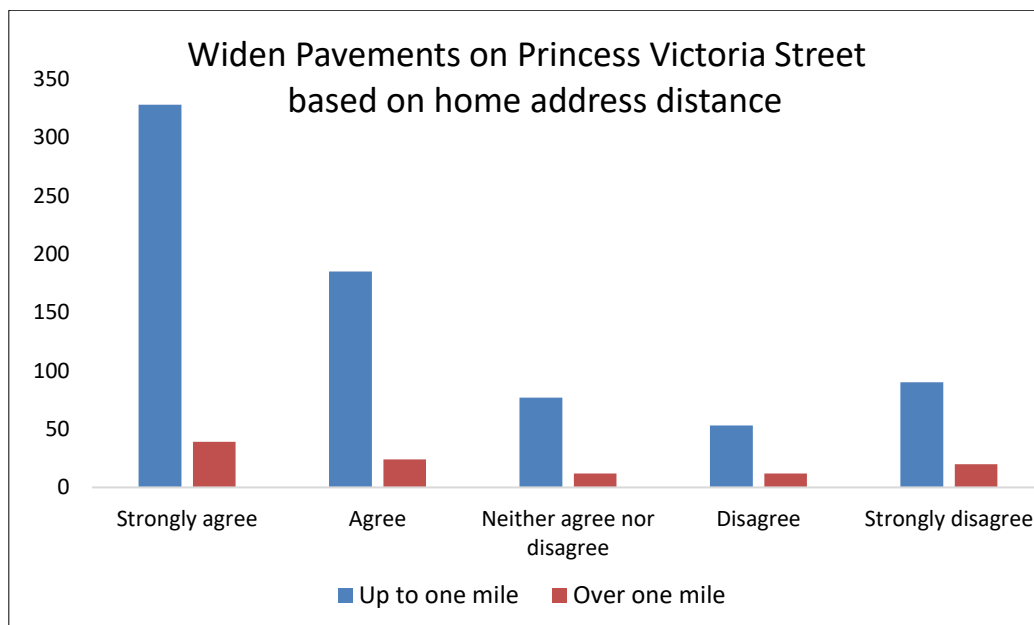 Widen Pavements on Princess Victoria Street
based on home address distance
350
300
250
200
150
100
50
0
Strongly agree
Agree
Neither agree nor
disagree
Disagree
Strongly disagree
Up to one mile
Over one mile